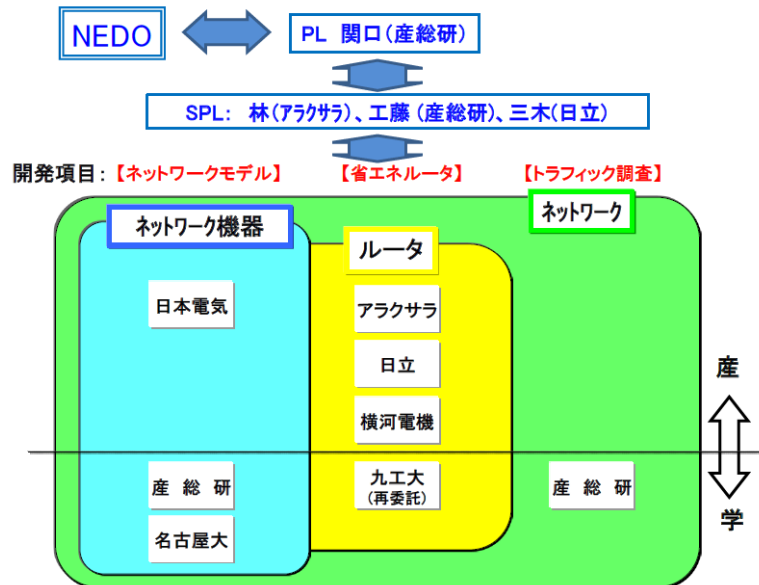 NEDO
PL 関口(産総研)
SPL: 林(アラクサラ)、工藤(産総研)、三木(日立)
開発項目:【ネットワークモデル】 【省エネルータ】 【トラフィック調査】
ネットワーク機器
ルータ
ネットワーク
日本電気
アラクサラ
日立
横河電機
産
産 総 研
九工大
(再委託)
産 総 研
名古屋大
学